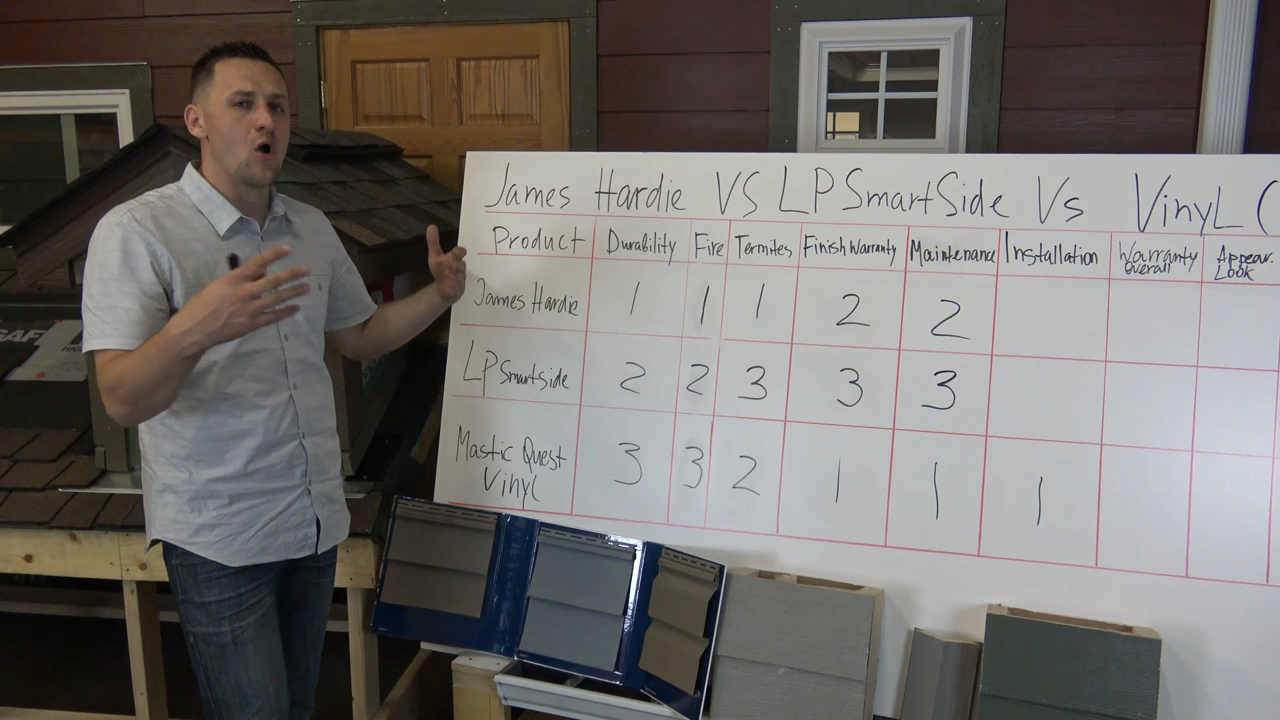 James Hardie VS LP SmartSide Vs Vinyl (
Product Durability Fire Termites Finish Warranty Maintenance Installation Warranty Overall Appear. Look
James Hardie 1 1 1 2 2
LP Smartside 2 2 3 3 3
Mastic Quest Vinyl 3 3 2 1 1 1
GAF